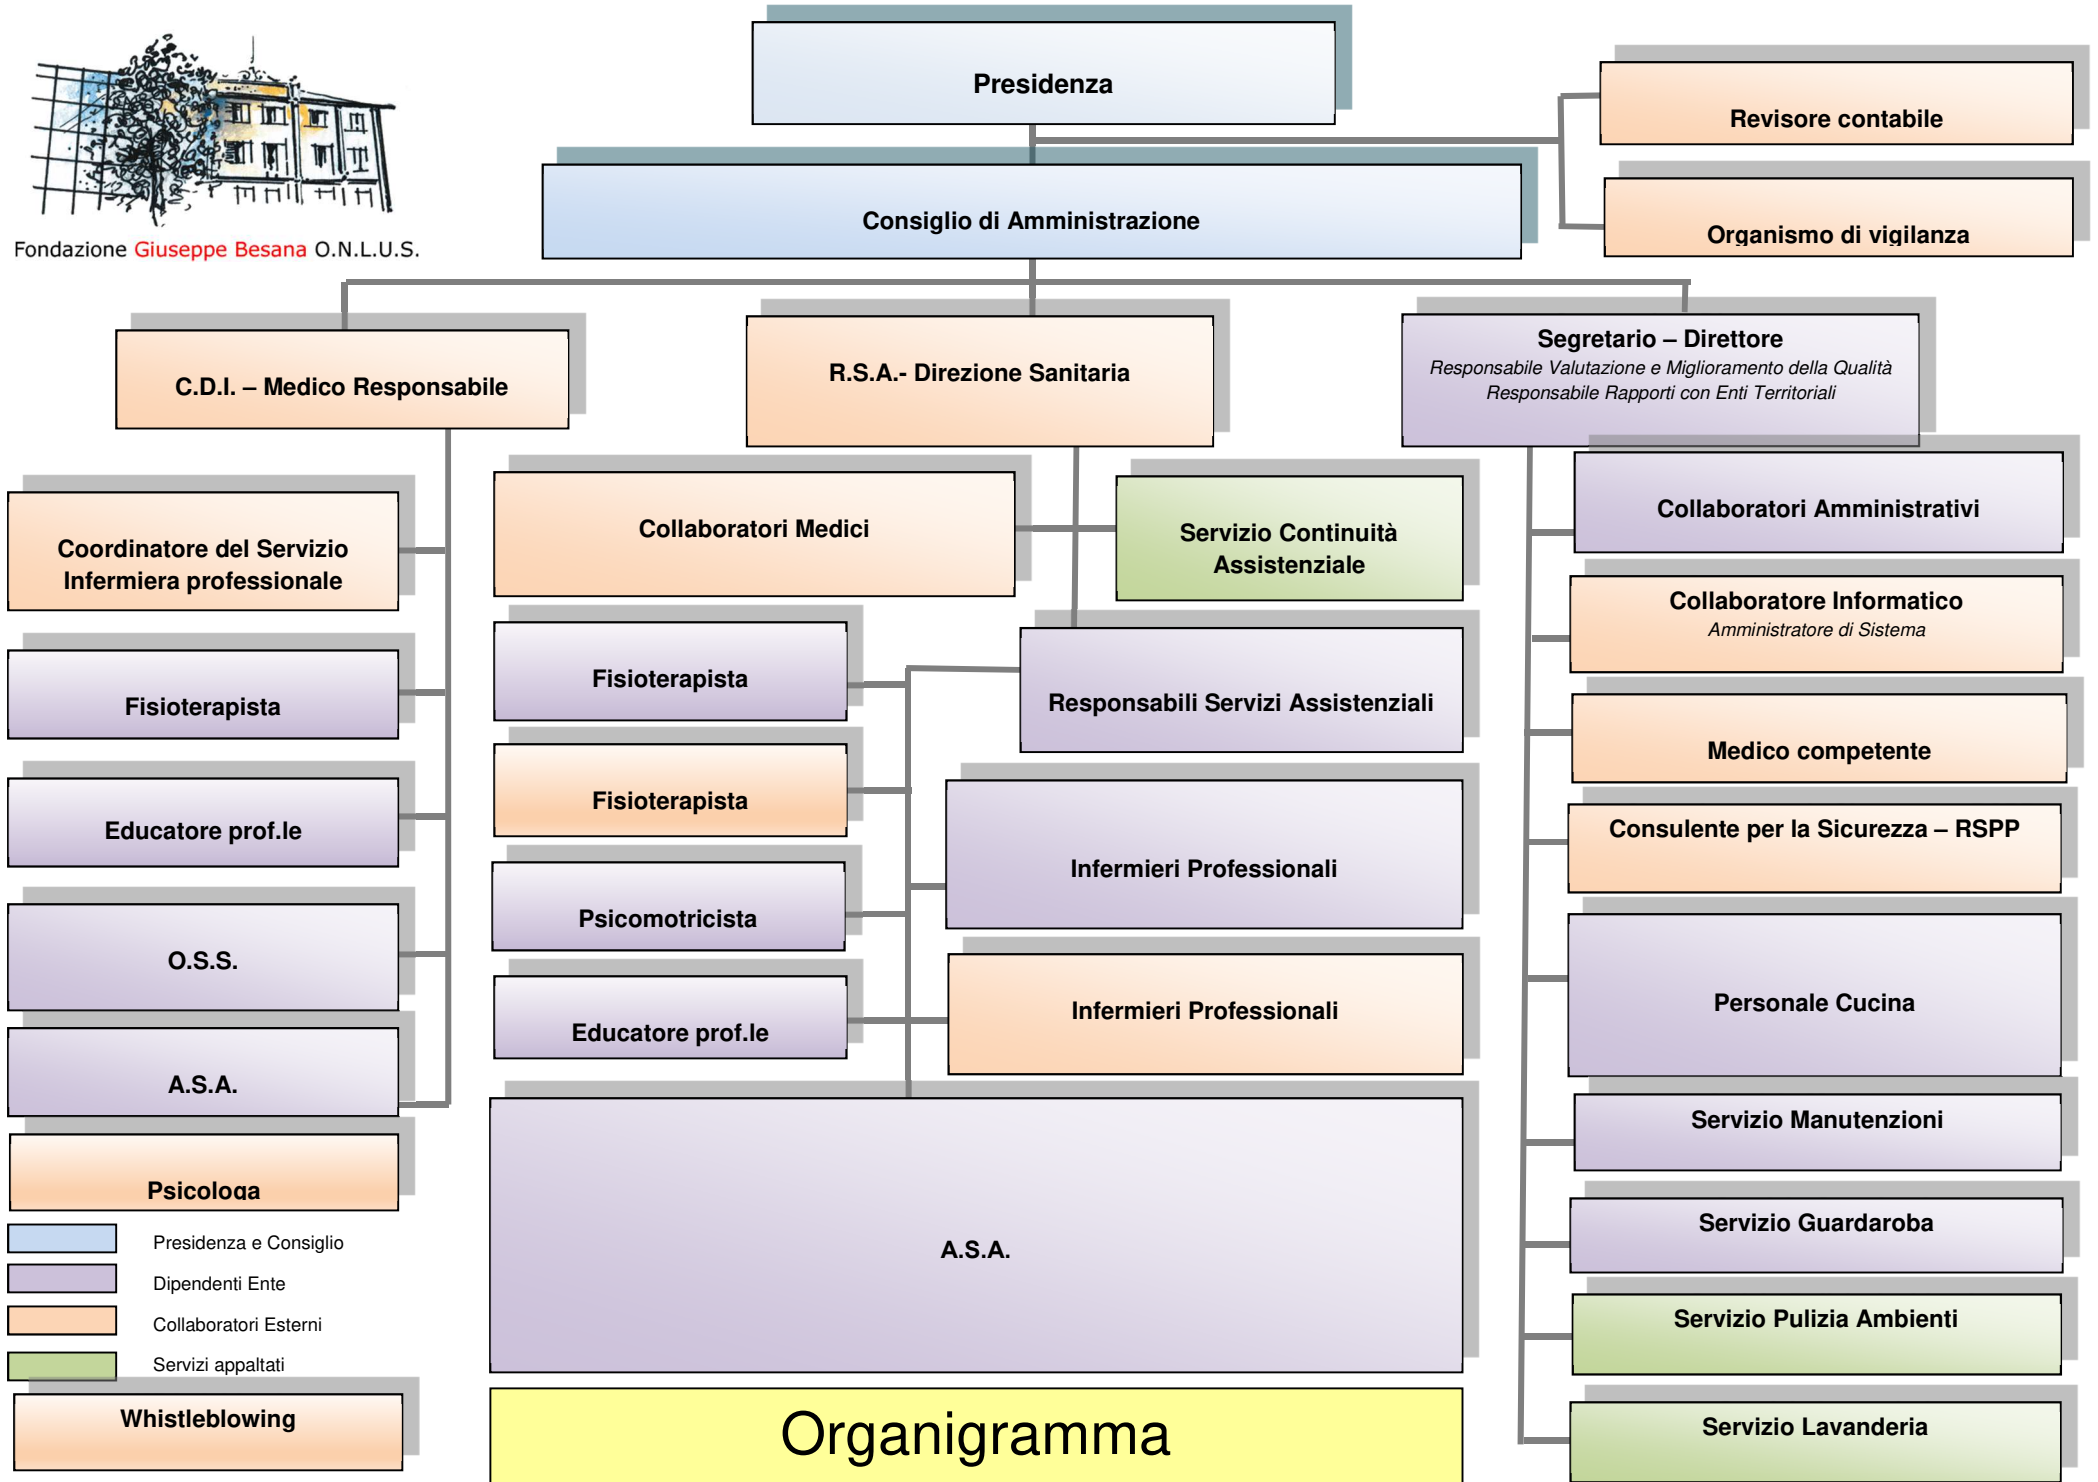 Presidenza
Revisore contabile
Consiglio di Amministrazione
Organismo di vigilanza
Fondazione Giuseppe Besana O.N.L.U.S.
C.D.I. – Medico Responsabile
R.S.A.- Direzione Sanitaria
Segretario – Direttore
Responsabile Valutazione e Miglioramento della Qualità
Responsabile Rapporti con Enti Territoriali
Coordinatore del Servizio
Infermiera professionale
Fisioterapista
Educatore prof.le
O.S.S.
A.S.A.
Psicologa
Collaboratori Medici
Servizio Continuità
Assistenziale
Fisioterapista
Responsabili Servizi Assistenziali
Fisioterapista
Infermieri Professionali
Psicomotricista
Infermieri Professionali
Educatore prof.le
A.S.A.
Collaboratori Amministrativi
Collaboratore Informatico
Amministratore di Sistema
Medico competente
Consulente per la Sicurezza – RSPP
Personale Cucina
Servizio Manutenzioni
Servizio Guardaroba
Servizio Pulizia Ambienti
Servizio Lavanderia
Presidenza e Consiglio
Dipendenti Ente
Collaboratori Esterni
Servizi appaltati
Whistleblowing
Organigramma